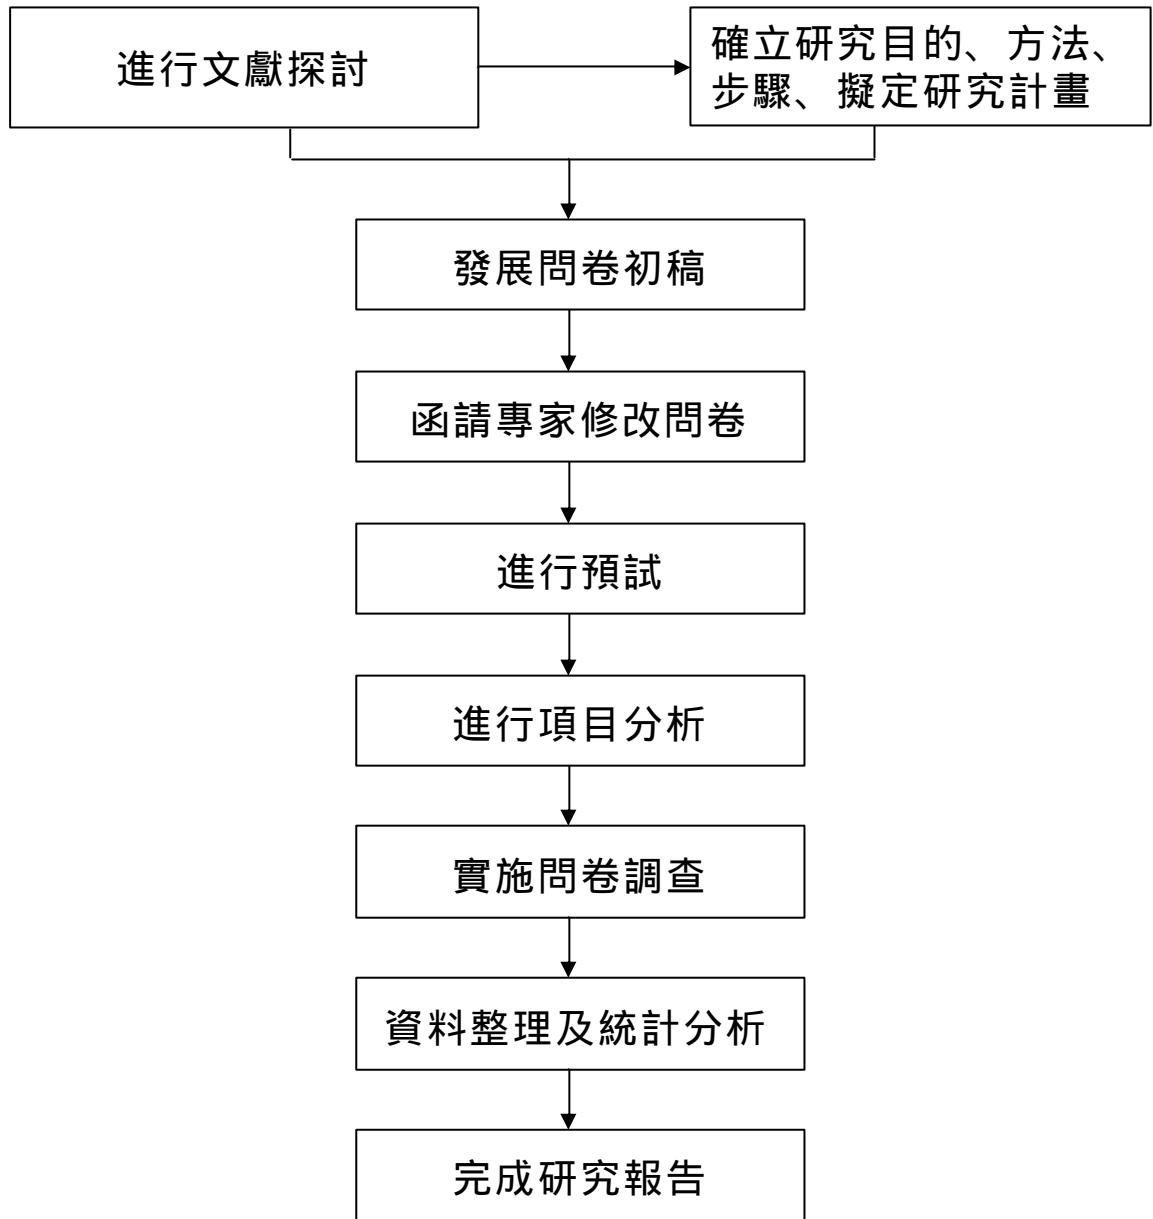 進行文獻探討
確立研究目的、方法、
步驟、擬定研究計畫
發展問卷初稿
函請專家修改問卷
進行預試
進行項目分析
實施問卷調查
資料整理及統計分析
完成研究報告